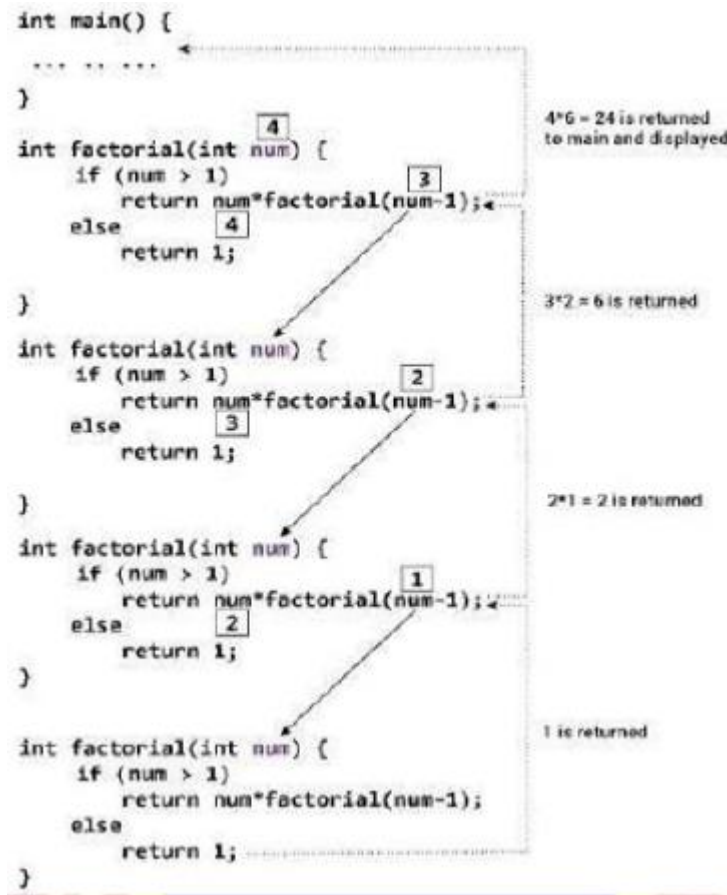 int main() {
... .. ...
}
4*6 = 24 is returned
to main and displayed
4
int factorial(int num) {
if (num > 1)
3
return num*factorial(num-1);
else
4
return 1;
}
3*2 = 6 is returned
int factorial(int num) {
if (num > 1)
2
return num*factorial(num-1);
else
3
return 1;
}
2*1 = 2 is returned
int factorial(int num) {
if (num > 1)
1
return num*factorial(num-1);
else
2
return 1;
}
1 is returned
int factorial(int num) {
if (num > 1)
return num*factorial(num-1);
else
return 1;
}